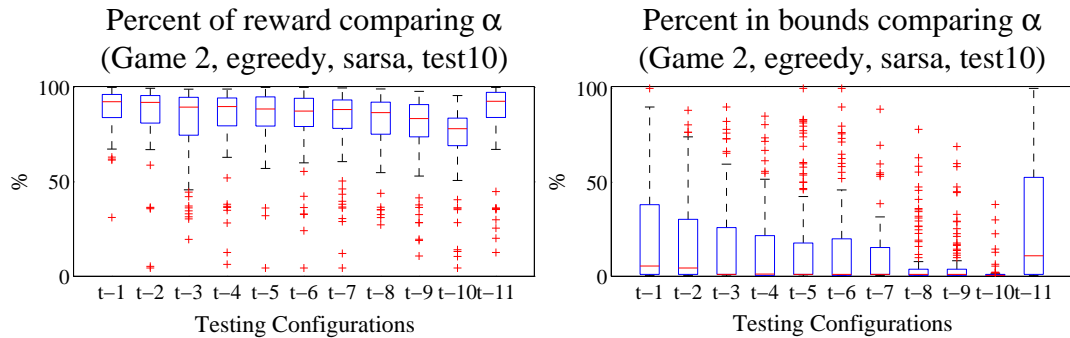 Percent of reward comparing α
(Game 2, egreedy, sarsa, test10)
100
50
0
%
t−1 t−2 t−3 t−4 t−5 t−6 t−7 t−8 t−9 t−10 t−11
Testing Configurations
Percent in bounds comparing α
(Game 2, egreedy, sarsa, test10)
100
50
0
%
t−1 t−2 t−3 t−4 t−5 t−6 t−7 t−8 t−9 t−10 t−11
Testing Configurations